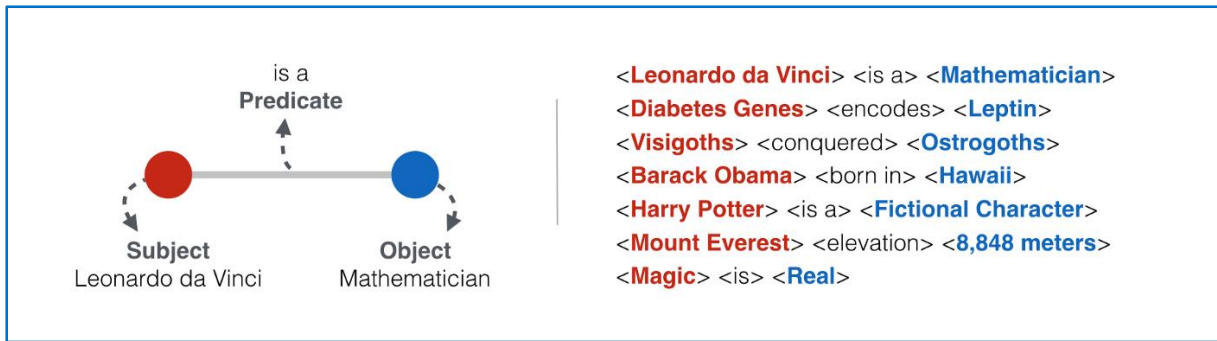 is a
Predicate
Subject
Leonardo da Vinci
Object
Mathematician
<Leonardo da Vinci> <is a> <Mathematician>
<Diabetes Genes> <encodes> <Leptin>
<Visigoths> <conquered> <Ostrogoths>
<Barack Obama> <born in> <Hawaii>
<Harry Potter> <is a> <Fictional Character>
<Mount Everest> <elevation> <8,848 meters>
<Magic> <is> <Real>